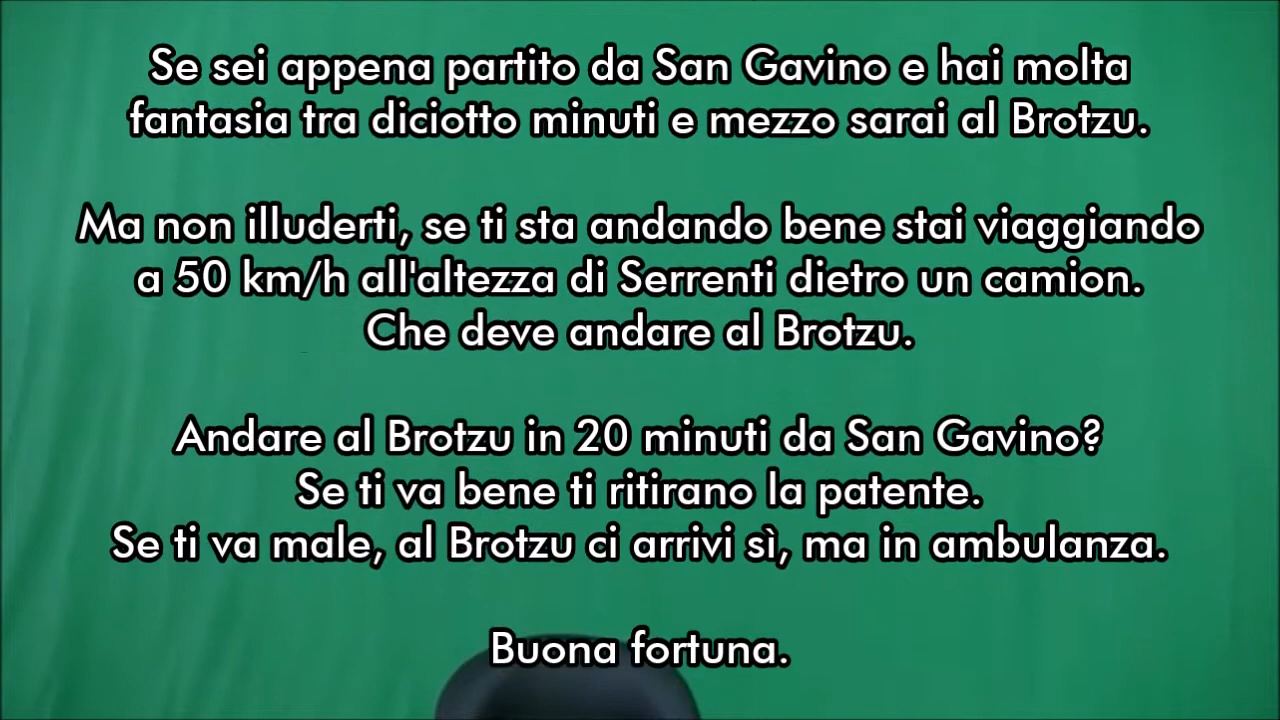 Se sei appena partito da San Gavino e hai molta
fantasia tra diciotto minuti e mezzo sarai al Brotzu.
Ma non illuderti, se ti sta andando bene stai viaggiando
a 50 km/h all'altezza di Serrenti dietro un camion.
Che deve andare al Brotzu.
Andare al Brotzu in 20 minuti da San Gavino?
Se ti va bene ti ritirano la patente.
Se ti va male, al Brotzu ci arrivi sì, ma in ambulanza.
Buona fortuna.